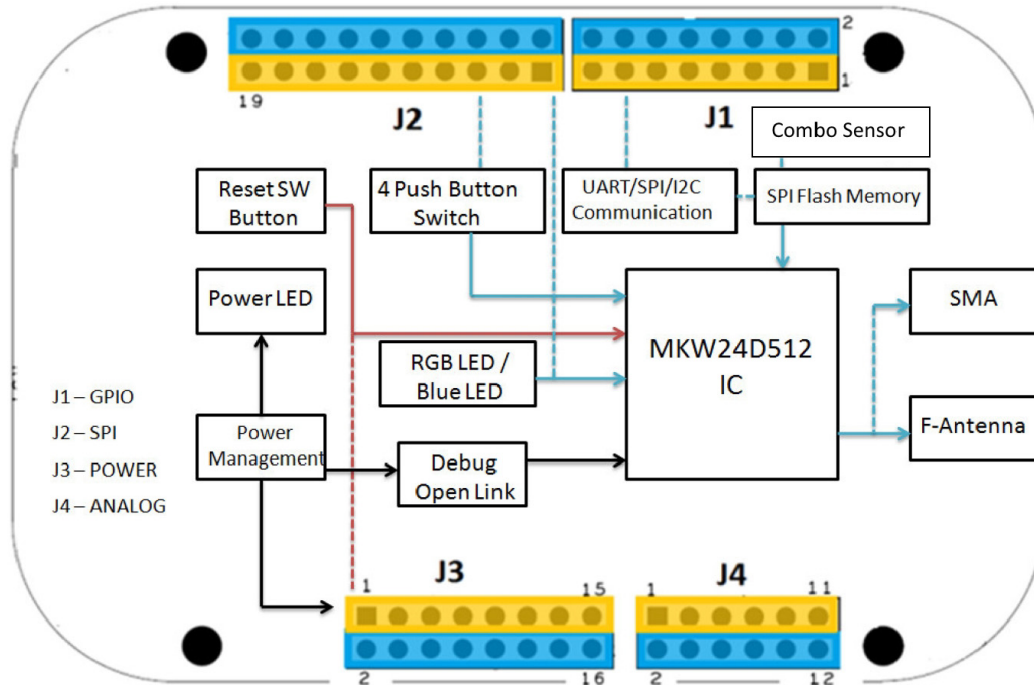 2
19
1
J2
J1
Combo Sensor
Reset SW
Button
4 Push Button
Switch
UART/SPI/I2C
Communication
SPI Flash Memory
Power LED
SMA
MKW24D512
IC
RGB LED /
Blue LED
J1 – GPIO
J2 – SPI
J3 – POWER
J4 – ANALOG
Power
Management
Debug
Open Link
F-Antenna
J3
J4
1
15
1
11
2
16
2
12